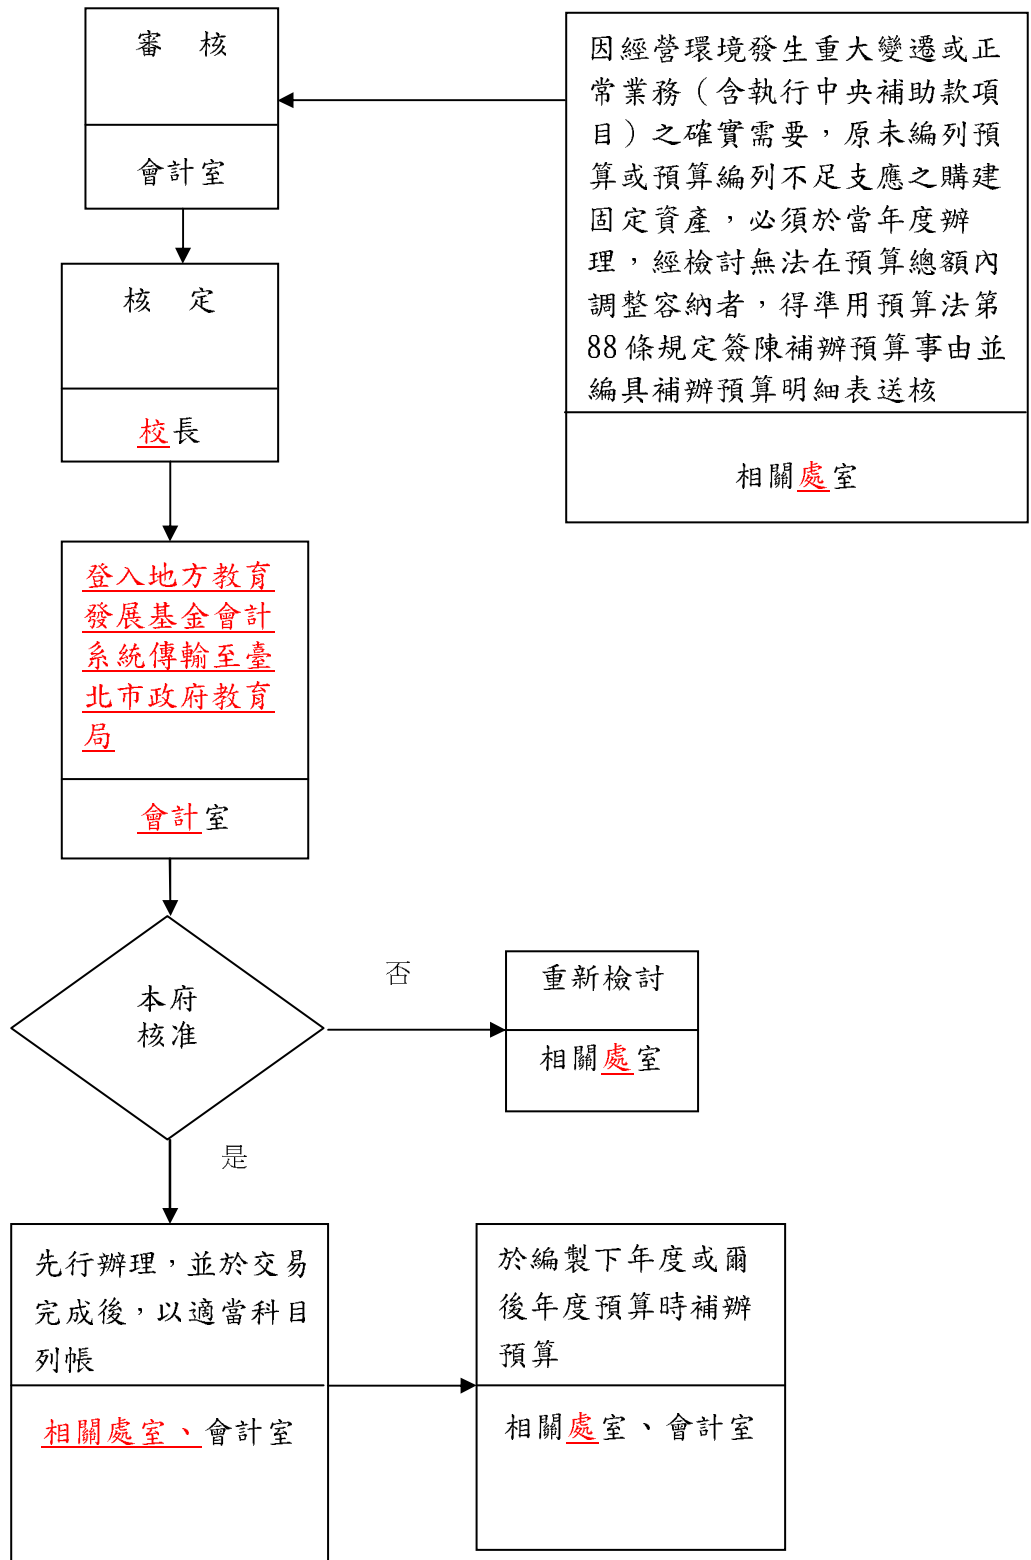 審　核
會計室
因經營環境發生重大變遷或正
常業務（含執行中央補助款項
目）之確實需要，原未編列預
算或預算編列不足支應之購建
固定資產，必須於當年度辦
理，經檢討無法在預算總額內
調整容納者，得準用預算法第
88條規定簽陳補辦預算事由並
編具補辦預算明細表送核
相關處室
核　定
校長
登入地方教育
發展基金會計
系統傳輸至臺
北市政府教育
局
會計室
本府
核准
否
重新檢討
相關處室
是
先行辦理，並於交易
完成後，以適當科目
列帳
相關處室、會計室
於編製下年度或爾
後年度預算時補辦
預算
相關處室、會計室